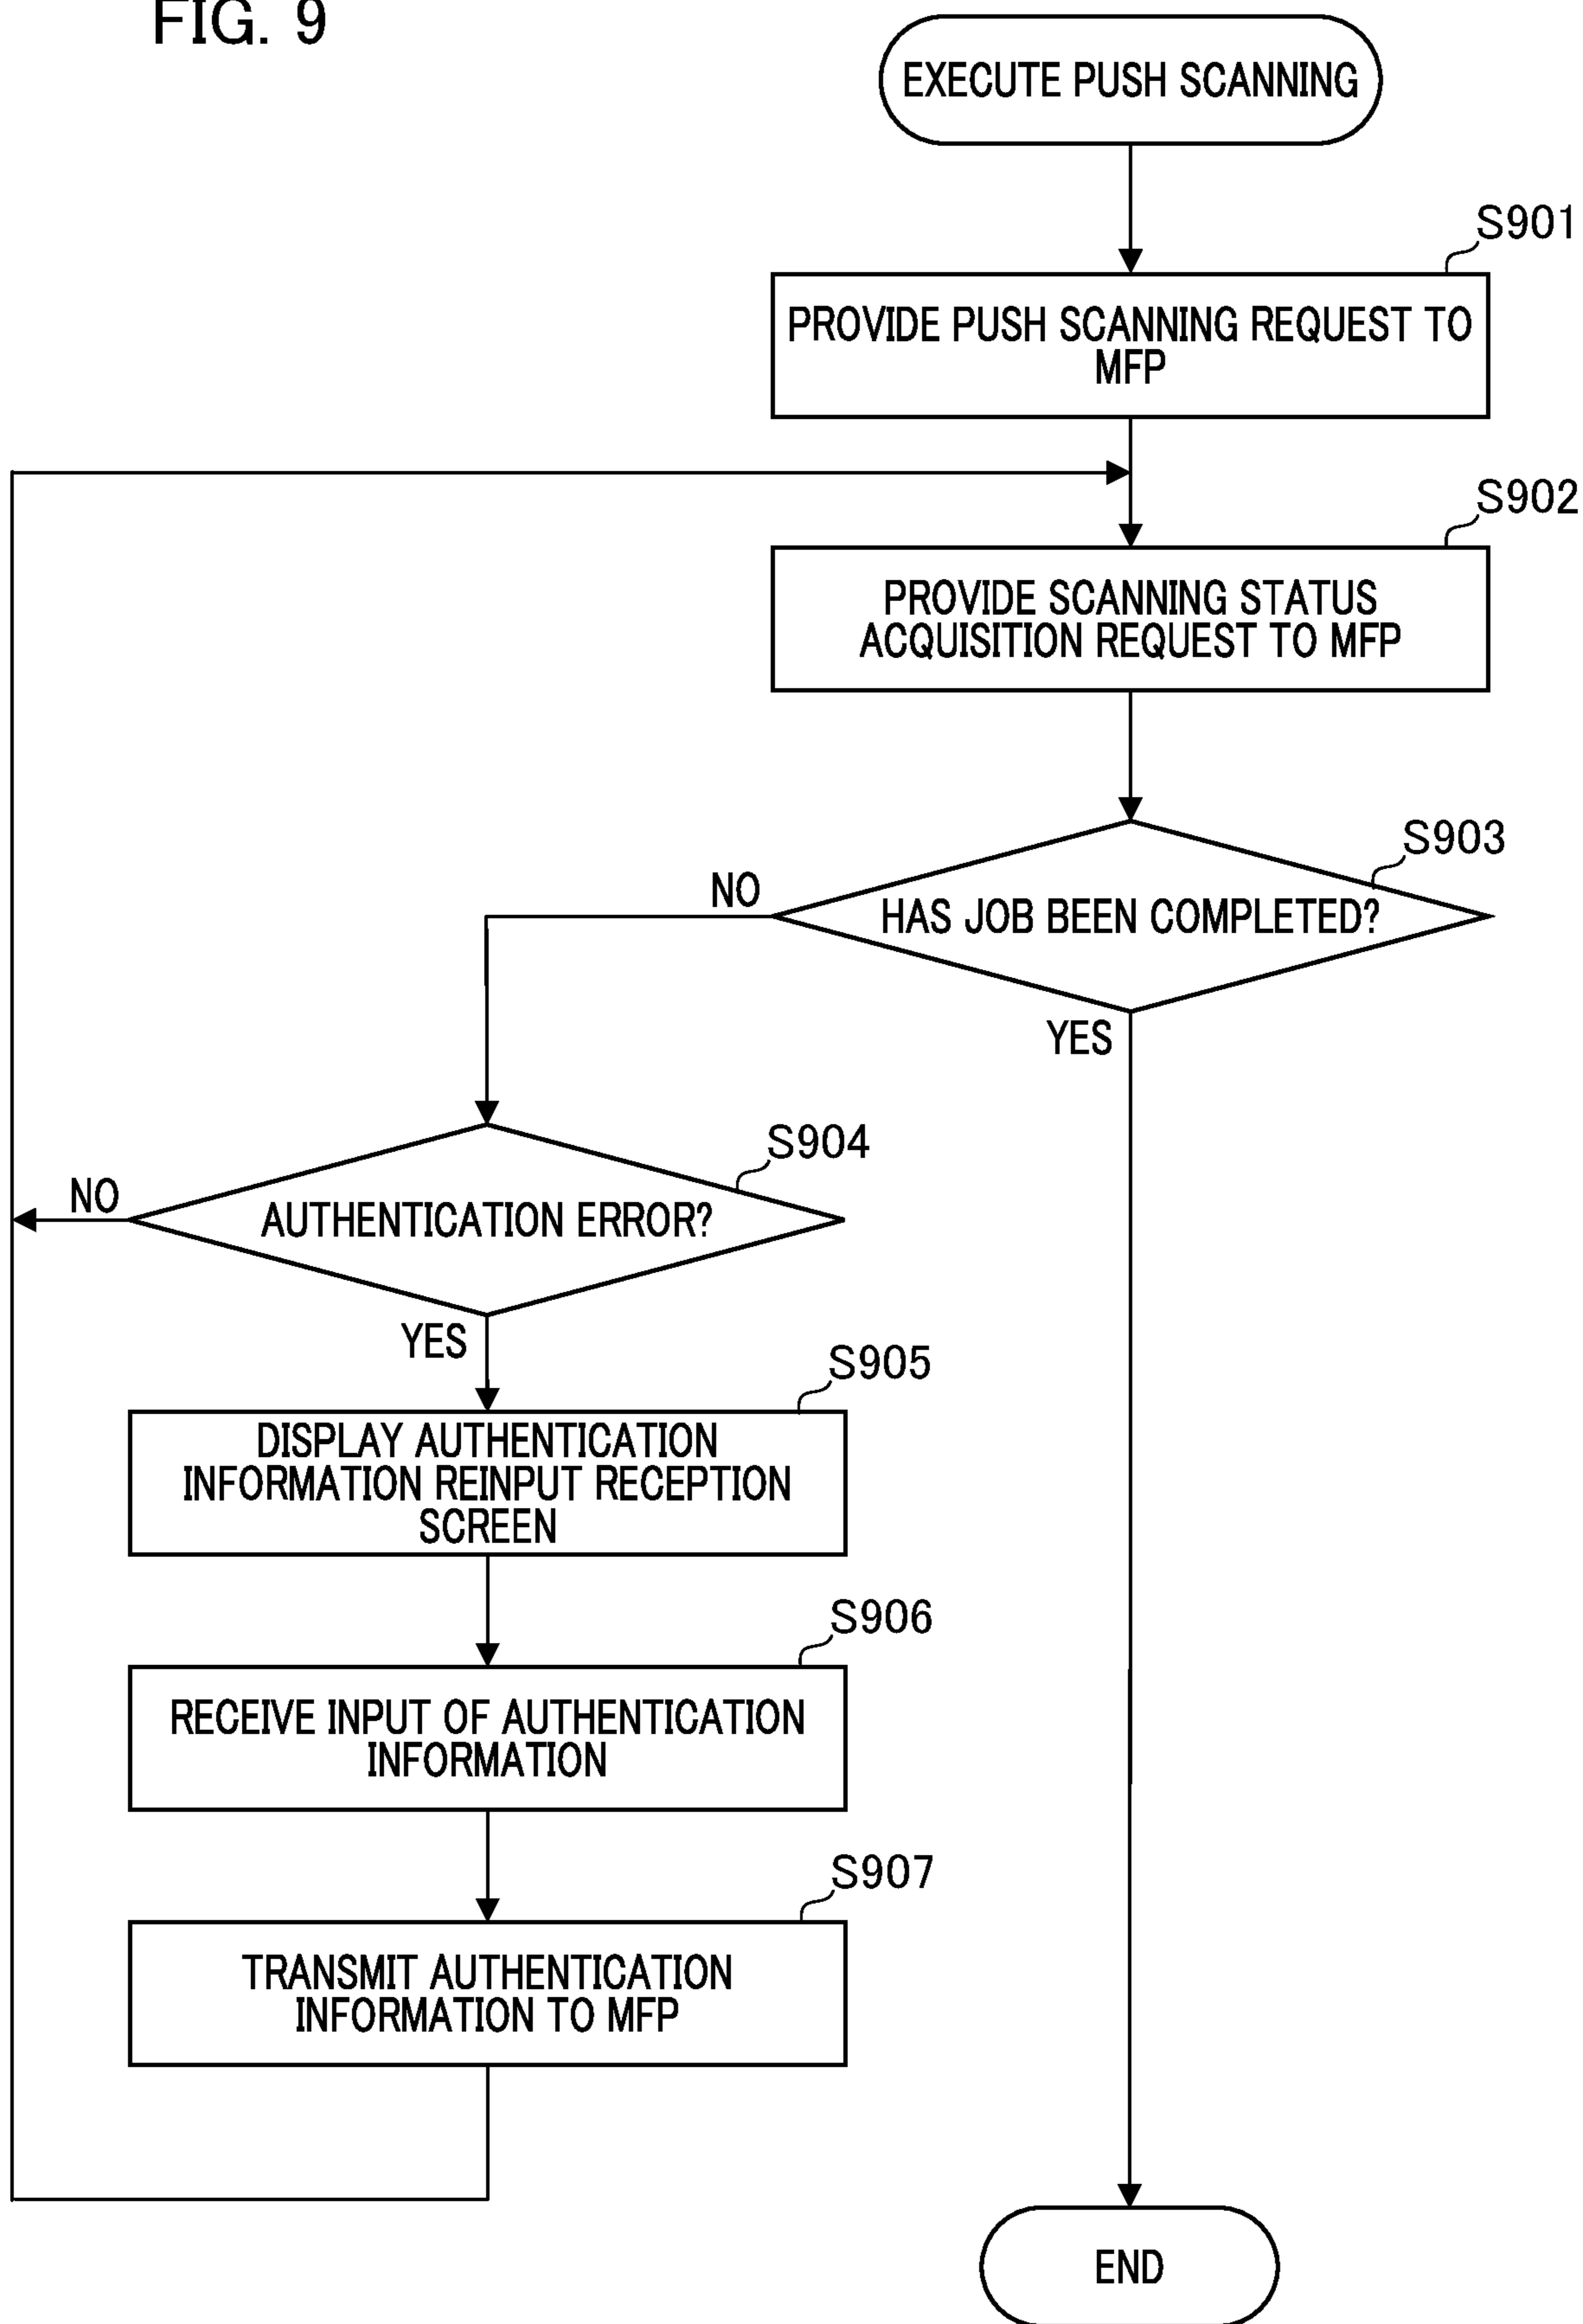 FIG. 9
EXECUTE PUSH SCANNING
S901
PROVIDE PUSH SCANNING REQUEST TO
MFP
S902
PROVIDE SCANNING STATUS
ACQUISITION REQUEST TO MFP
S903
NO
HAS JOB BEEN COMPLETED?
YES
S904
NO
AUTHENTICATION ERROR?
YES
S905
DISPLAY AUTHENTICATION
INFORMATION REINPUT RECEPTION
SCREEN
S906
RECEIVE INPUT OF AUTHENTICATION
INFORMATION
S907
TRANSMIT AUTHENTICATION
INFORMATION TO MFP
END